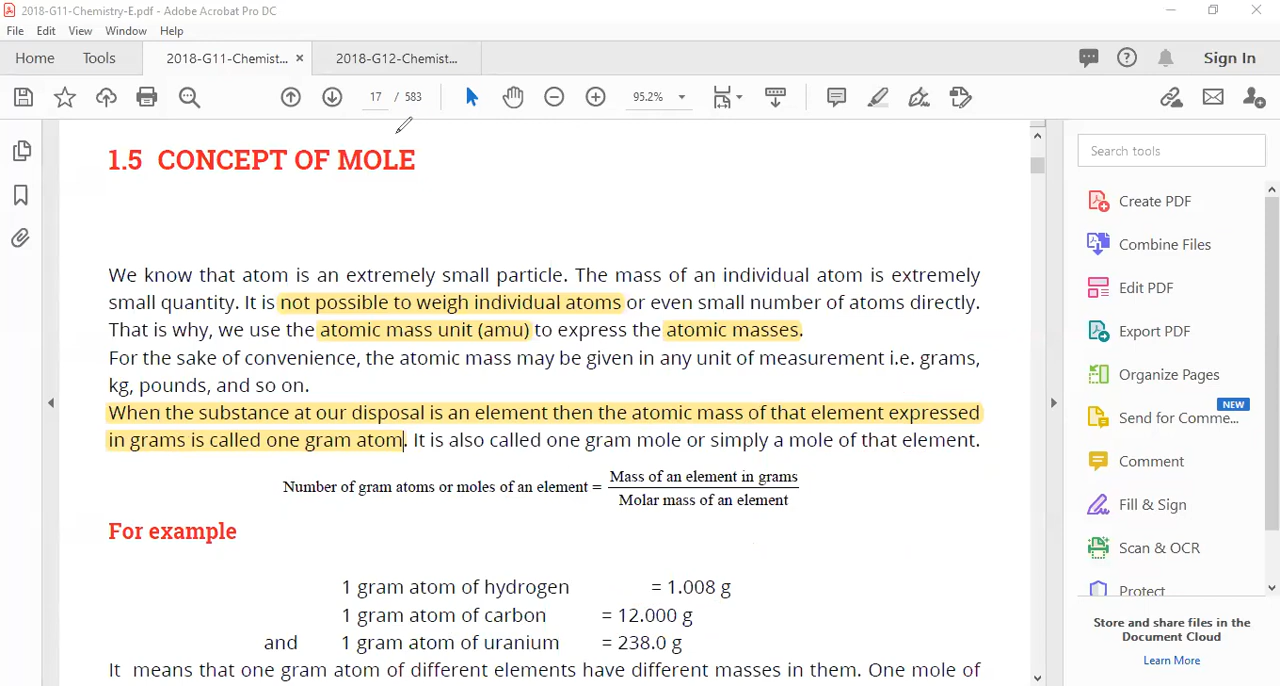 2018-G11-Chemistry-E.pdf - Adobe Acrobat Pro DC
File Edit View Window Help
Home Tools 2018-G11-Chemist... × 2018-G12-Chemist... Sign In
17 / 583 95.2%
1.5 CONCEPT OF MOLE
We know that atom is an extremely small particle. The mass of an individual atom is extremely
small quantity. It is not possible to weigh individual atoms or even small number of atoms directly.
That is why, we use the atomic mass unit (amu) to express the atomic masses.
For the sake of convenience, the atomic mass may be given in any unit of measurement i.e. grams,
kg, pounds, and so on.
When the substance at our disposal is an element then the atomic mass of that element expressed
in grams is called one gram atom. It is also called one gram mole or simply a mole of that element.
Number of gram atoms or moles of an element = Mass of an element in grams
Molar mass of an element
For example
1 gram atom of hydrogen = 1.008 g
1 gram atom of carbon = 12.000 g
and 1 gram atom of uranium = 238.0 g
It means that one gram atom of different elements have different masses in them. One mole of
Search tools
Create PDF
Combine Files
Edit PDF
Export PDF
Organize Pages
NEW
Send for Comme...
Comment
Fill & Sign
Scan & OCR
Protect
Store and share files in the
Document Cloud
Learn More